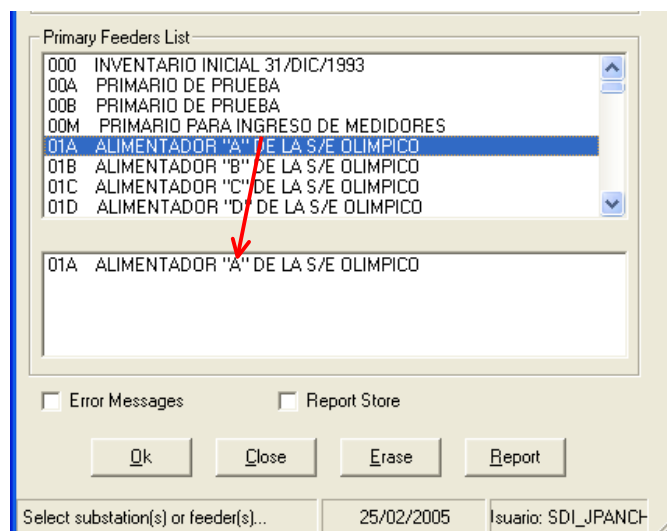 Primary Feeders List
000 INVENTARIO INICIAL 31/DIC/1993
00A PRIMARIO DE PRUEBA
00B PRIMARIO DE PRUEBA
00M PRIMARIO PARA INGRESO DE MEDIDORES
01A ALIMENTADOR "A" DE LA S/E OLIMPICO
01B ALIMENTADOR "B" DE LA S/E OLIMPICO
01C ALIMENTADOR "C" DE LA S/E OLIMPICO
01D ALIMENTADOR "D" DE LA S/E OLIMPICO
01A ALIMENTADOR "A" DE LA S/E OLIMPICO
Error Messages Report Store
Ok Close Erase Report
Select substation(s) or feeder(s)... 25/02/2005 Isuario: SDI_JPANCH